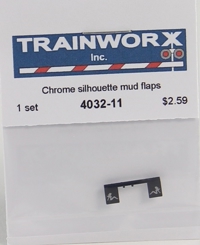 TRAINWORX
Inc.
Chrome silhouette mud flaps
1 set 4032-11 $2.59